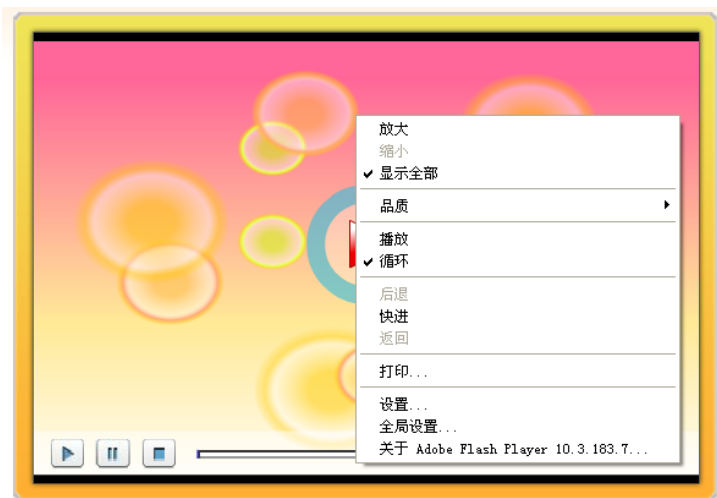 放大
缩小
显示全部
品质
播放
循环
后退
快进
返回
打印...
设置...
全局设置...
关于 Adobe Flash Player 10.3.183.7...